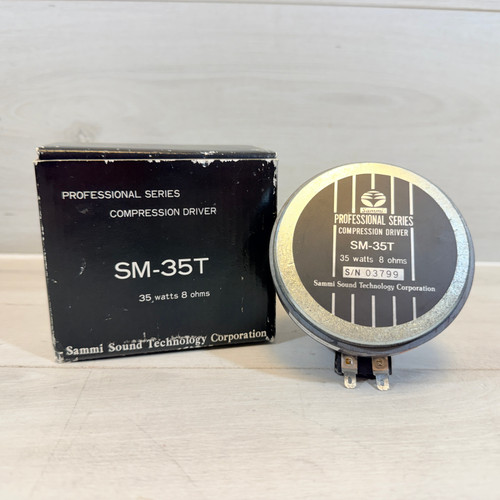 PROFESSIONAL SERIES
COMPRESSION DRIVER
SM-35T
35 watts 8 ohms
Sammi Sound Technology Corporation
PROFESSIONAL SERIES
COMPRESSION DRIVER
SM-35T
35 watts 8 ohms
S/N 03799
Sammi Sound Technology Corporation